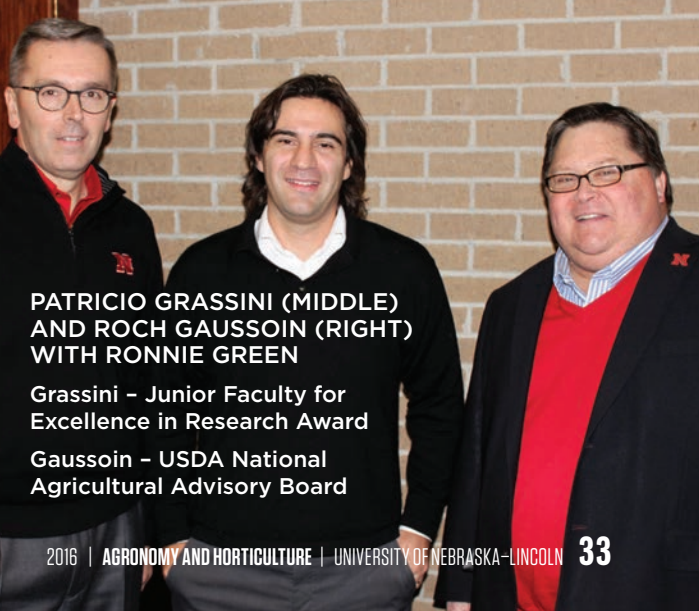 PATRICIO GRASSINI (MIDDLE)
AND ROCH GAUSSOIN (RIGHT)
WITH RONNIE GREEN
Grassini – Junior Faculty for
Excellence in Research Award
Gaussoin – USDA National
Agricultural Advisory Board
2016 | AGRONOMY AND HORTICULTURE | UNIVERSITY OF NEBRASKA–LINCOLN 33
N
N